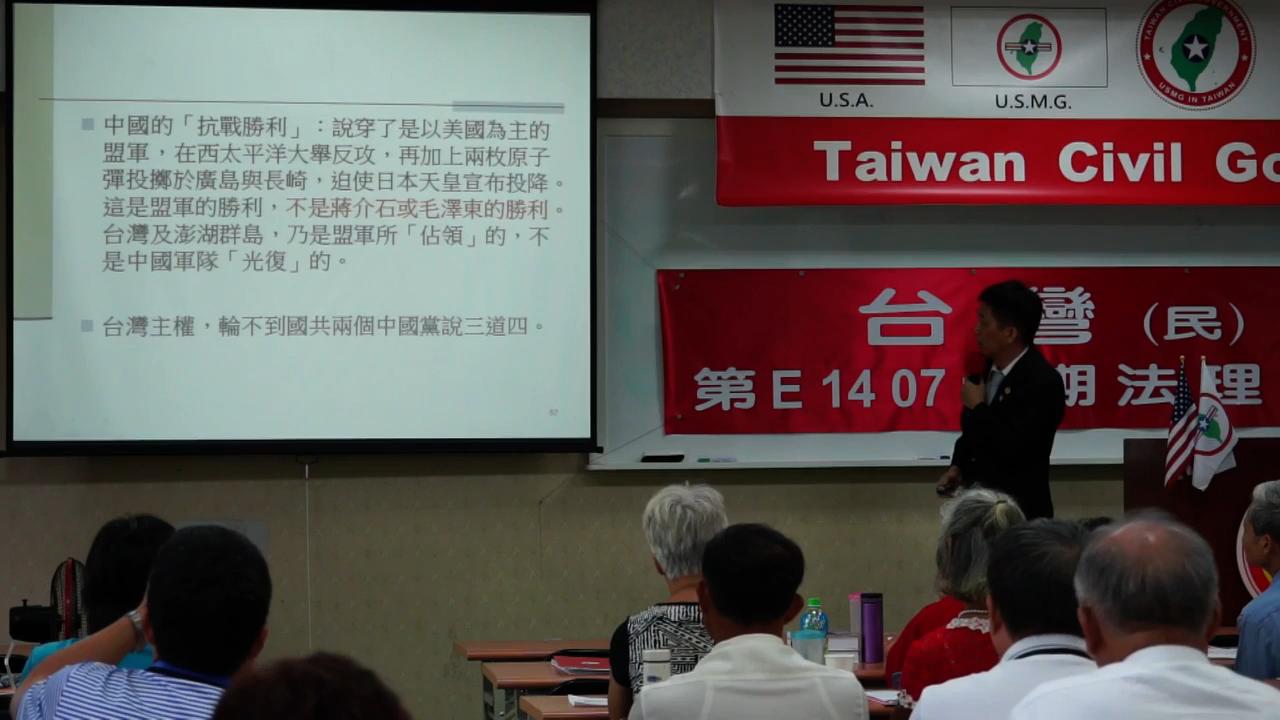 中國的「抗戰勝利」：說穿了是以美國為主的
盟軍，在西太平洋大舉反攻，再加上兩枚原子
彈投擲於廣島與長崎，迫使日本天皇宣布投降。
這是盟軍的勝利，不是蔣介石或毛澤東的勝利。
台灣及澎湖群島，乃是盟軍所「佔領」的，不
是中國軍隊「光復」的。
台灣主權，輪不到國共兩個中國黨說三道四。
62
U.S.A.
U.S.M.G.
USMG IN TAIWAN
Taiwan Civil Go
台 灣 (民)
第 E 14 07 期 法 理